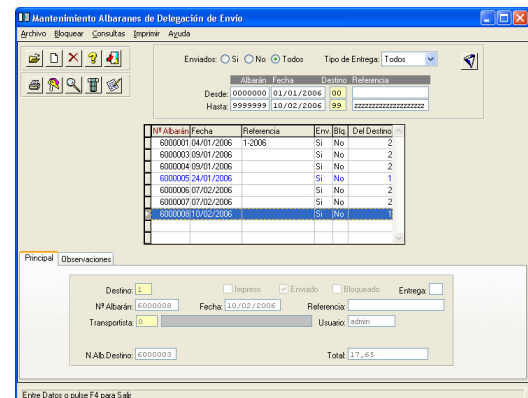 Mantenimiento Albaranes de Delegación de Envío
Archivo Bloquear Consultas Imprimir Ayuda
Enviados: Si No Todos Tipo de Entrega: Todos
Albarán Fecha Destino Referencia
Desde: 0000000 01/01/2006 00
Hasta: 9999999 10/02/2006 99 zzzzzzzzzzzzzzzzzzzz
Nº Albarán Fecha Referencia Env. Blq. Del Destino
6000001 04/01/2006 1-2006 Si No 2
6000003 09/01/2006 Si No 2
6000004 09/01/2006 Si No 2
6000005 24/01/2006 Si No 1
6000006 07/02/2006 Si No 2
6000007 07/02/2006 Si No 2
6000008 10/02/2006 Si No 1
Principal Observaciones
Destino: 1 Impreso Enviado Bloqueado Entrega:
Nº Albarán: 6000008 Fecha: 10/02/2006 Referencia:
Transportista: 0 Usuario: admin
N.Alb.Destino: 6000003 Total: 17,65
Entre Datos o pulse F4 para Salir